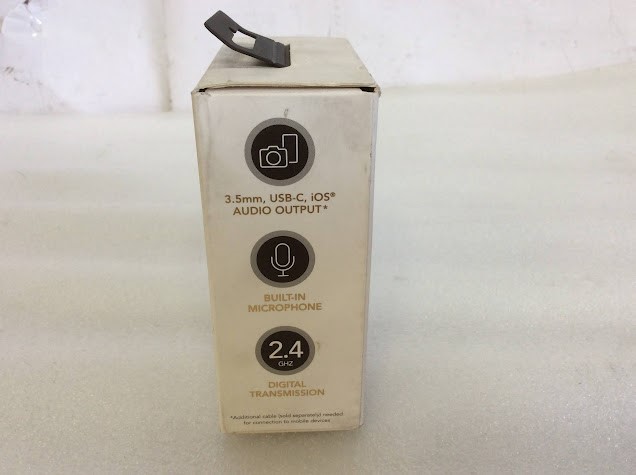 3.5mm, USB-C, iOS®
AUDIO OUTPUT*
BUILT-IN
MICROPHONE
2.4
GHZ
DIGITAL
TRANSMISSION
*Additional cable (sold separately) needed
for connection to mobile devices